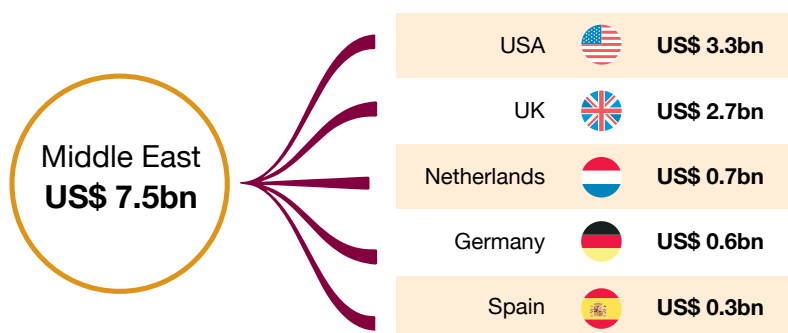 Middle East
US$ 7.5bn
USA US$ 3.3bn
UK US$ 2.7bn
Netherlands US$ 0.7bn
Germany US$ 0.6bn
Spain US$ 0.3bn